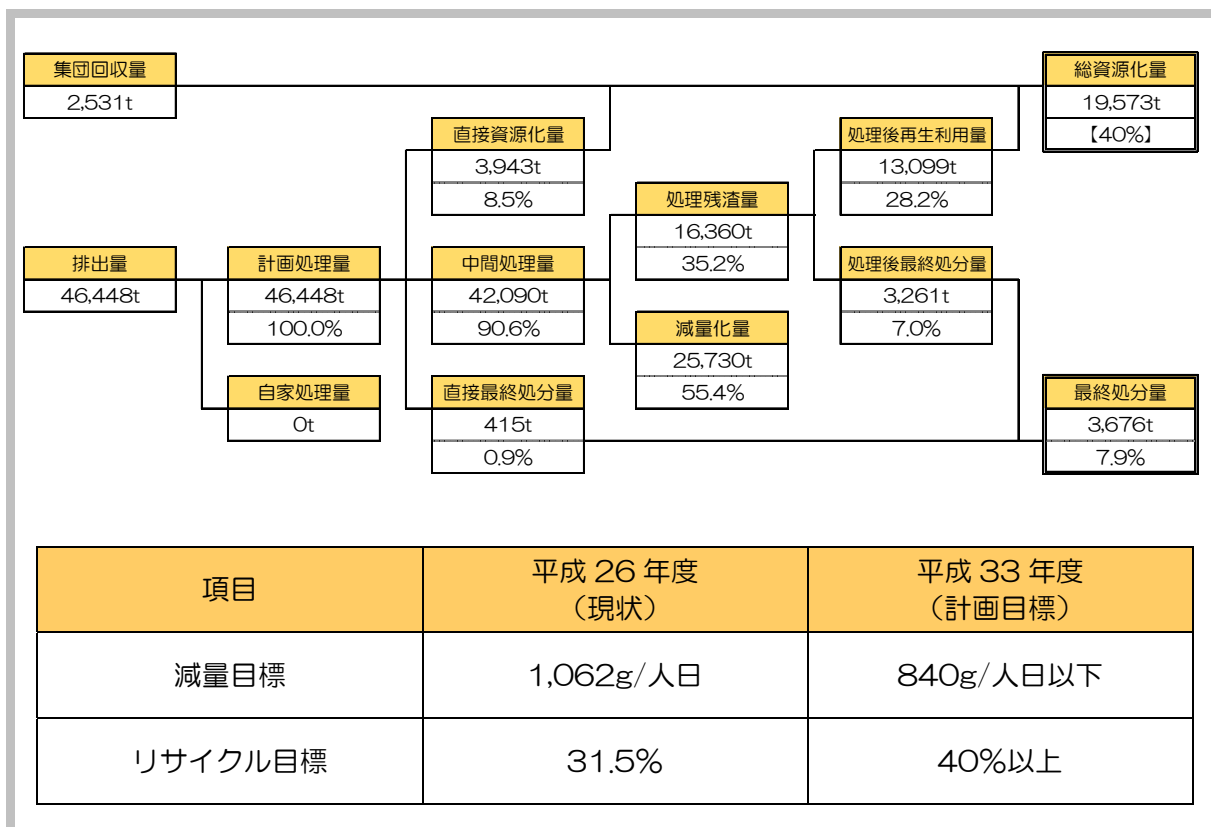 集団回収量
2,531t
総資源化量
19,573t
【40%】
直接資源化量
3,943t
8.5%
処理後再生利用量
13,099t
28.2%
処理残渣量
16,360t
35.2%
排出量
46,448t
計画処理量
46,448t
100.0%
中間処理量
42,090t
90.6%
処理後最終処分量
3,261t
7.0%
減量化量
25,730t
55.4%
自家処理量
0t
直接最終処分量
415t
0.9%
最終処分量
3,676t
7.9%
項目
平成 26 年度
（現状）
平成 33 年度
（計画目標）
減量目標
1,062g/人日
840g/人日以下
リサイクル目標
31.5%
40%以上